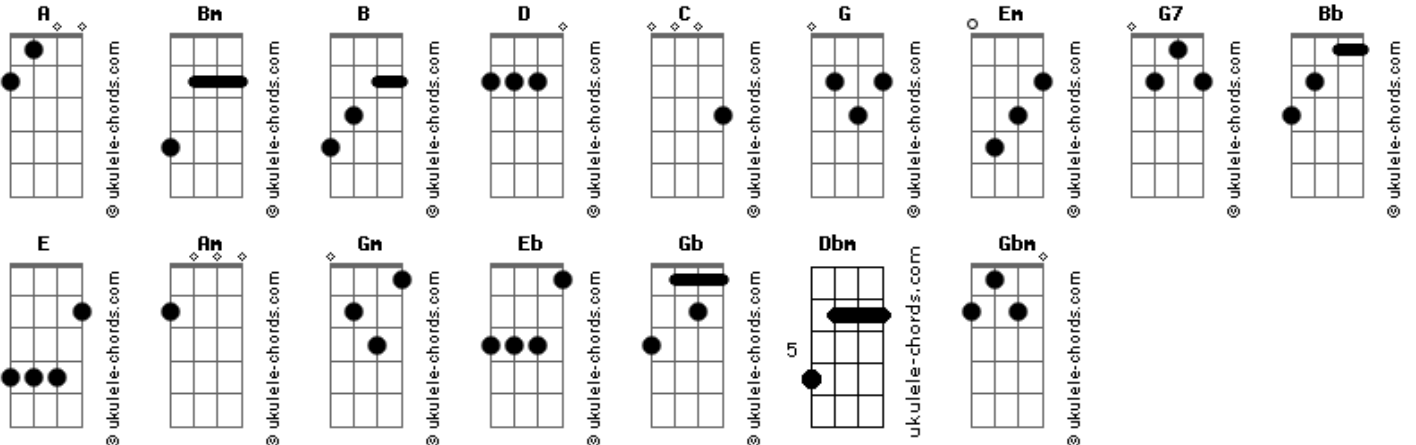 A Bm B D C G Em G7 Bb
© ukulele-chords.com © ukulele-chords.com © ukulele-chords.com © ukulele-chords.com © ukulele-chords.com © ukulele-chords.com © ukulele-chords.com © ukulele-chords.com © ukulele-chords.com
E Am Gm Eb Gb Dbm Gbm
5
© ukulele-chords.com © ukulele-chords.com © ukulele-chords.com © ukulele-chords.com © ukulele-chords.com ukulele-chords.com © ukulele-chords.com